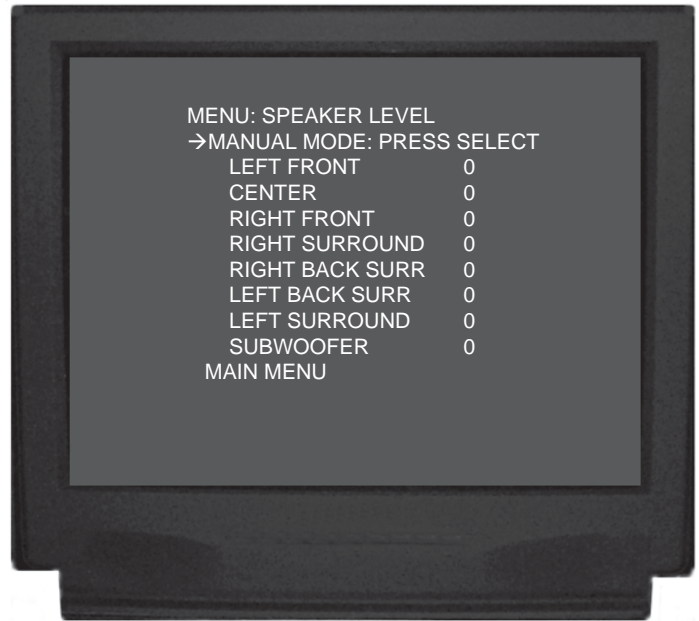 MENU: SPEAKER LEVEL
→MANUAL MODE: PRESS SELECT
LEFT FRONT 0
CENTER 0
RIGHT FRONT 0
RIGHT SURROUND 0
RIGHT BACK SURR 0
LEFT BACK SURR 0
LEFT SURROUND 0
SUBWOOFER 0
MAIN MENU